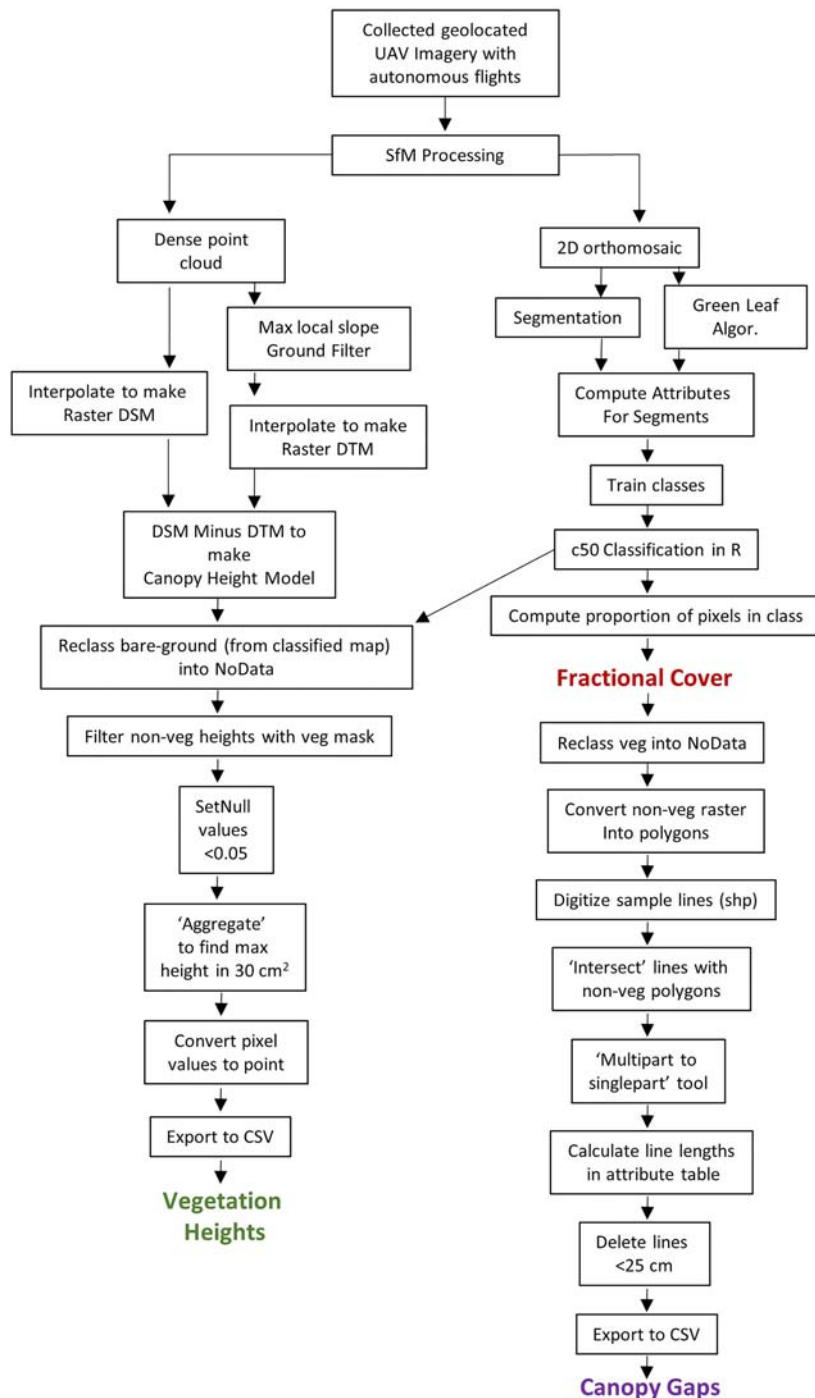 Collected geolocated
UAV Imagery with
autonomous flights
SfM Processing
Dense point
cloud
2D orthomosaic
Max local slope
Ground Filter
Segmentation
Green Leaf
Algor.
Interpolate to make
Raster DSM
Interpolate to make
Raster DTM
Compute Attributes
For Segments
Train classes
DSM Minus DTM to
make
Canopy Height Model
c50 Classification in R
Compute proportion of pixels in class
Reclass bare-ground (from classified map)
into NoData
Fractional Cover
Filter non-veg heights with veg mask
Reclass veg into NoData
SetNull
values
<0.05
Convert non-veg raster
Into polygons
Digitize sample lines (shp)
‘Aggregate’
to find max
height in 30 cm²
‘Intersect’ lines with
non-veg polygons
Convert pixel
values to point
‘Multipart to
singlepart’ tool
Export to CSV
Calculate line lengths
in attribute table
Vegetation
Heights
Delete lines
<25 cm
Export to CSV
Canopy Gaps